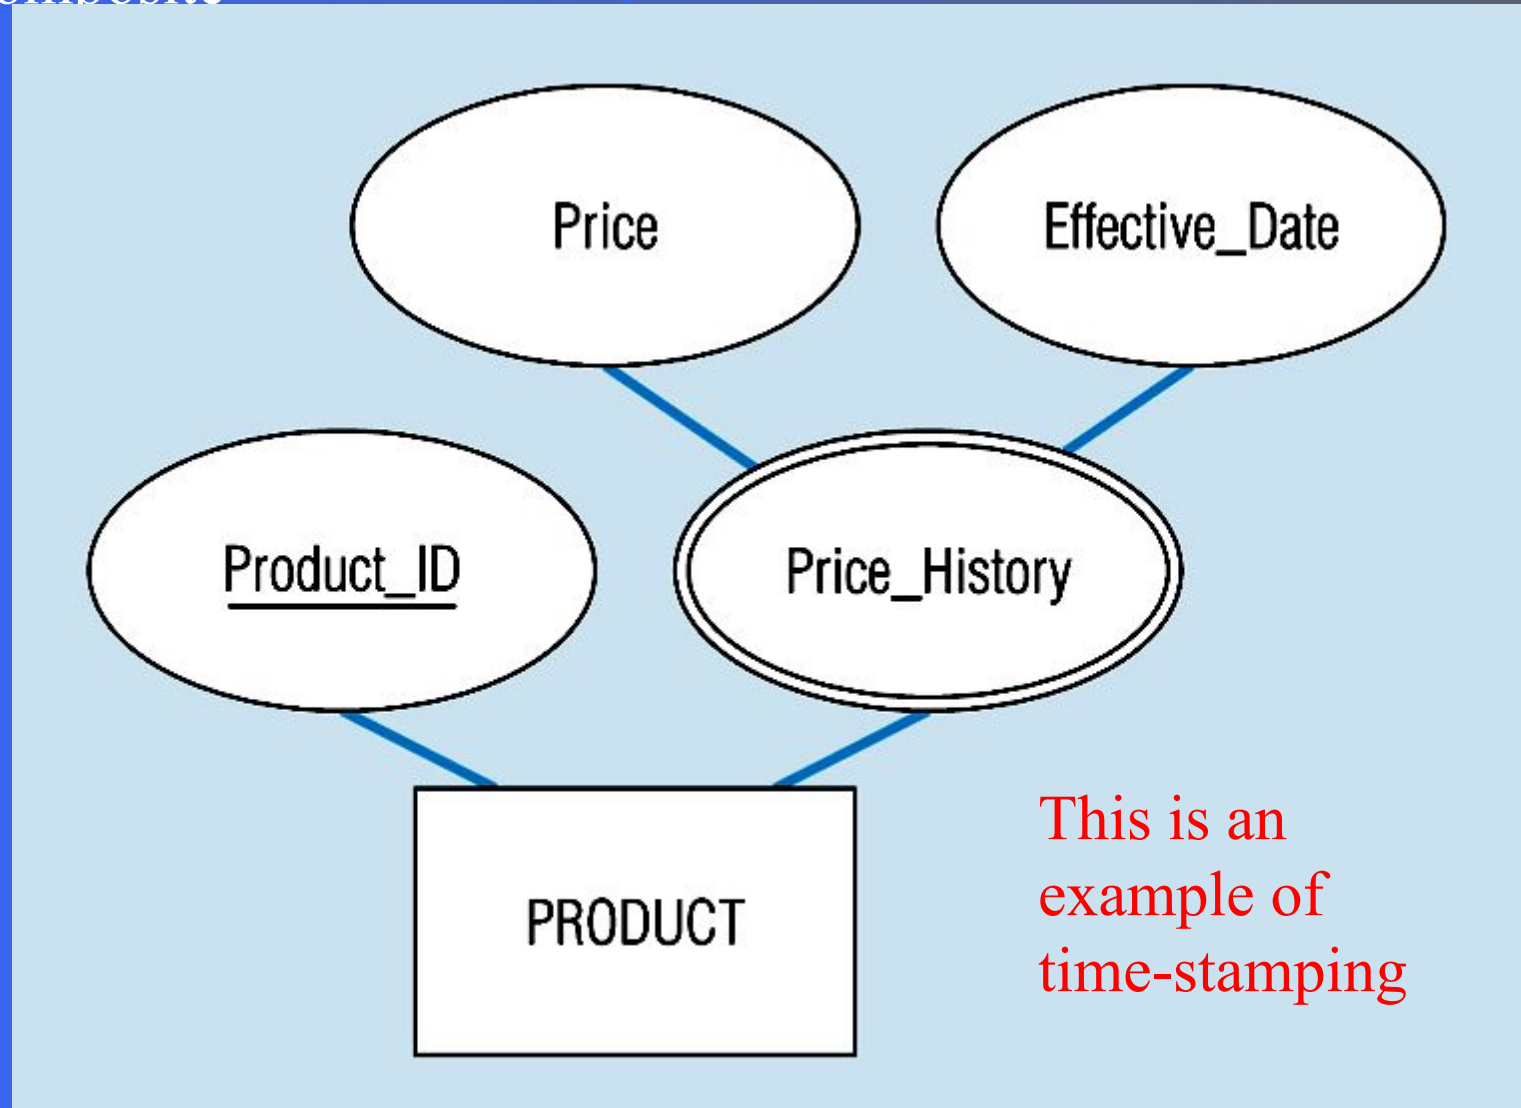 Price
Effective_Date
Product_ID
Price_History
PRODUCT
This is an
example of
time-stamping